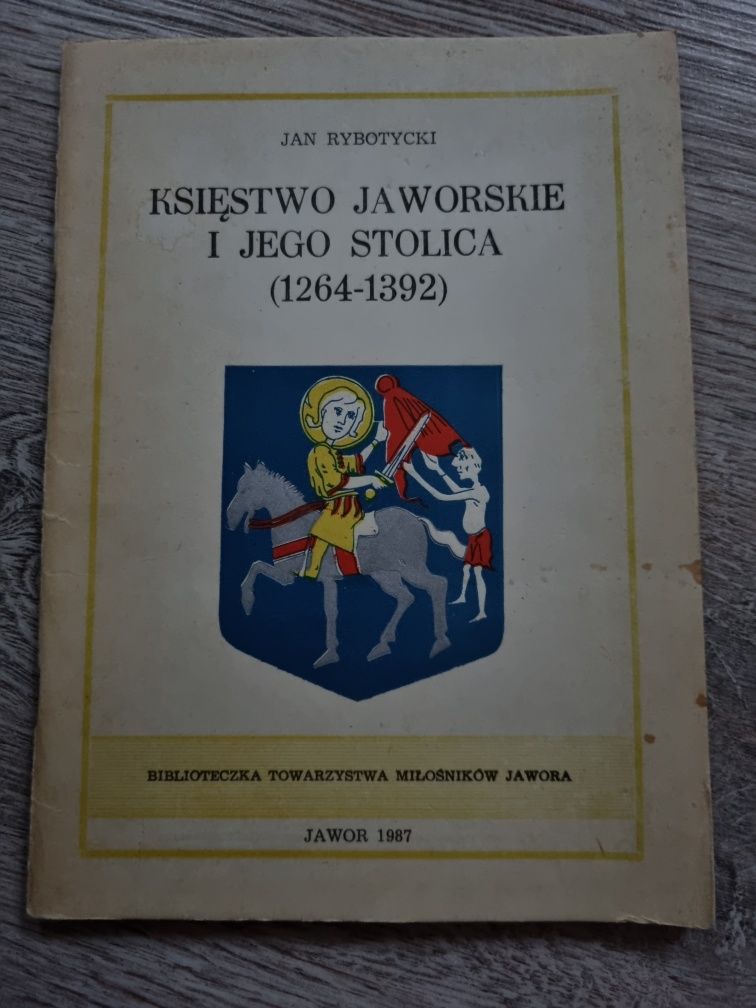 JAN RYBOTYCKI
KSIĘSTWO JAWORSKIE
I JEGO STOLICA
(1264-1392)
BIBLIOTECZKA TOWARZYSTWA MIŁOŚNIKÓW JAWORA
JAWOR 1987